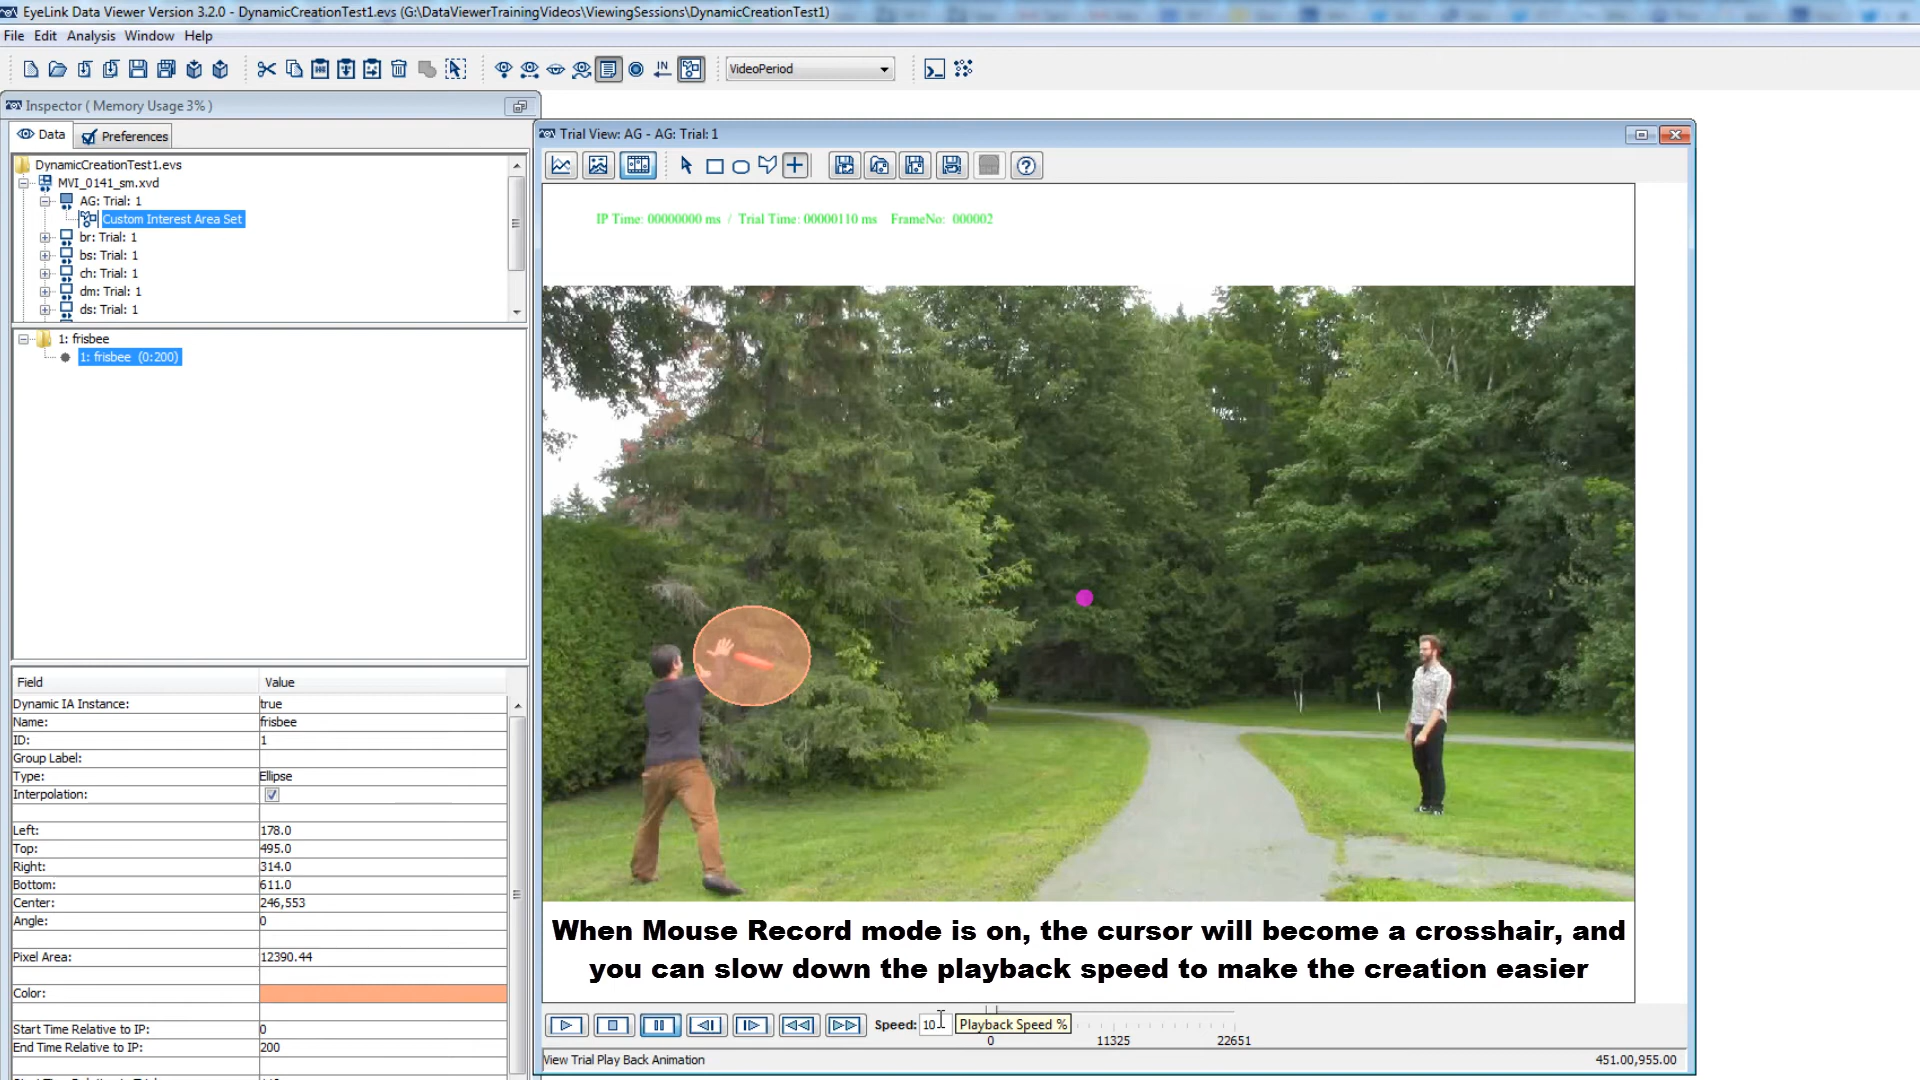 EyeLink Data Viewer Version 3.2.0 - DynamicCreationTest1.evs (G:\DataViewerTrainingVideos\ViewingSessions\DynamicCreationTest1)
File Edit Analysis Window Help
IN
VideoPeriod
Inspector ( Memory Usage 3% )
Data Preferences
DynamicCreationTest1.evs
MVI_0141_sm.xvd
AG: Trial: 1
Custom Interest Area Set
br: Trial: 1
bs: Trial: 1
ch: Trial: 1
dm: Trial: 1
ds: Trial: 1
1: frisbee
1: frisbee (0:200)
Field Value
Dynamic IA Instance: true
Name: frisbee
ID: 1
Group Label:
Type: Ellipse
Interpolation:
Left: 178.0
Top: 495.0
Right: 314.0
Bottom: 611.0
Center: 246,553
Angle: 0
Pixel Area: 12390.44
Color:
Start Time Relative to IP: 0
End Time Relative to IP: 200
Trial View: AG - AG: Trial: 1
IP Time: 00000000 ms / Trial Time: 00000110 ms FrameNo: 000002
When Mouse Record mode is on, the cursor will become a crosshair, and
you can slow down the playback speed to make the creation easier
Speed: 10 Playback Speed %
0 11325 22651
View Trial Play Back Animation 451.00,955.00